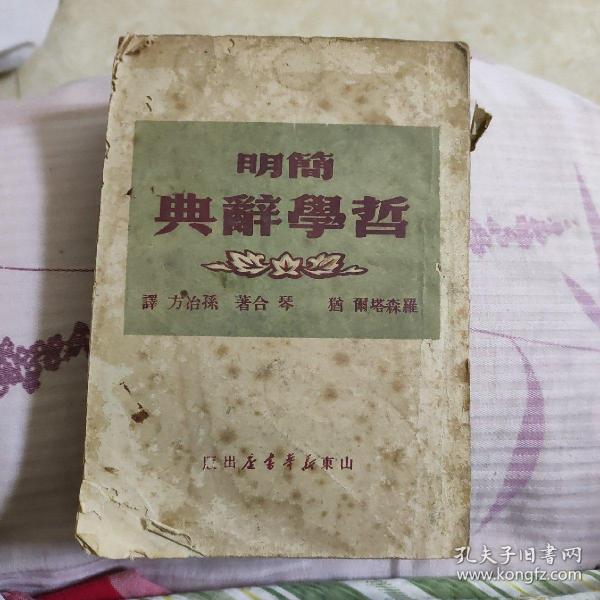 簡明
哲學辭典
羅森塔爾 猶琴 合著 孫冶方 譯
山東新華書店出版
孔夫子旧书网
www.kongfz.com